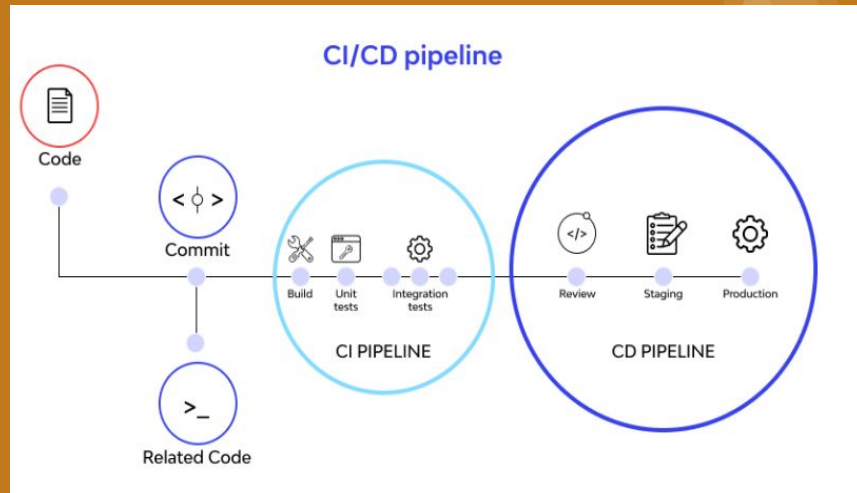 CI/CD pipeline
Code
Commit
Build
Unit
tests
Integration
tests
Review
Staging
Production
CI PIPELINE
CD PIPELINE
>_
Related Code